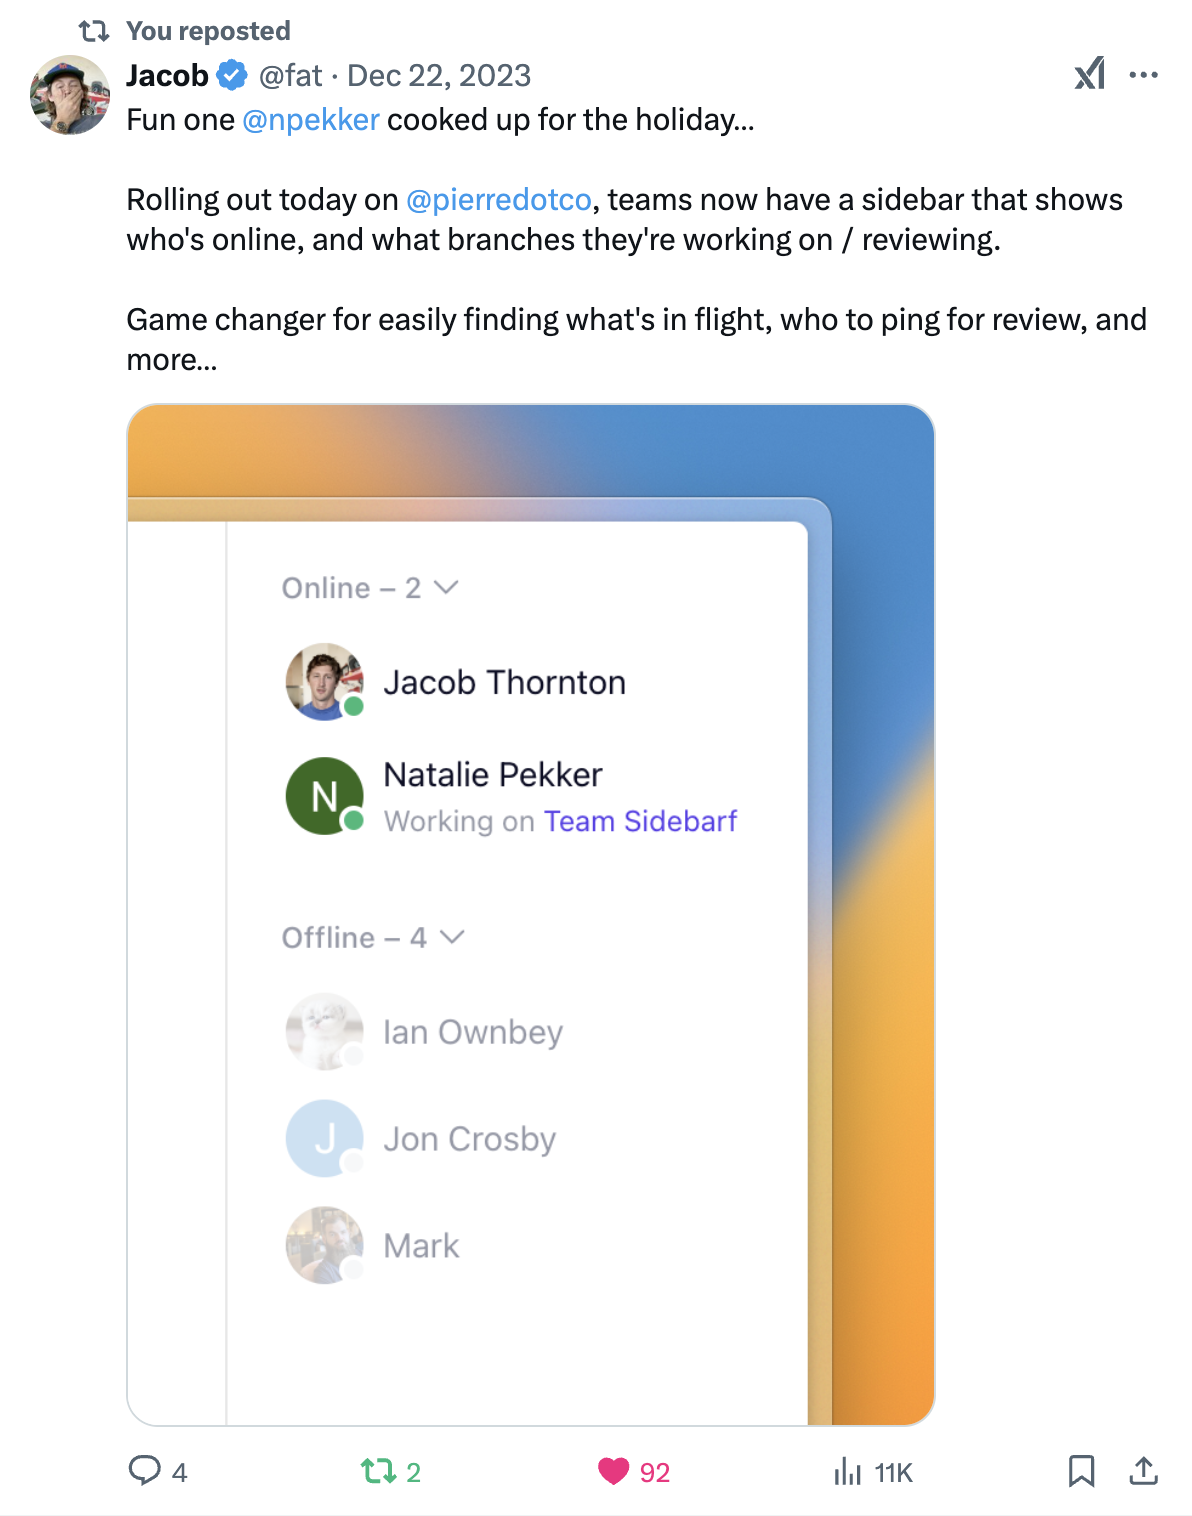 You reposted
Jacob @fat · Dec 22, 2023
Fun one @npekker cooked up for the holiday...
Rolling out today on @pierredotco, teams now have a sidebar that shows
who's online, and what branches they're working on / reviewing.
Game changer for easily finding what's in flight, who to ping for review, and
more...
Online – 2
Jacob Thornton
N
Natalie Pekker
Working on Team Sidebarf
Offline – 4
Ian Ownbey
J
Jon Crosby
Mark
4
2
92
11K